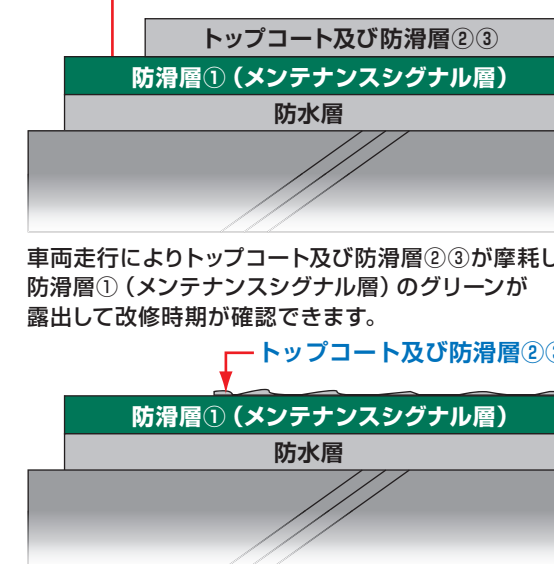 トップコート及び防滑層②③
防滑層①（メンテナンスシグナル層）
防水層
車両走行によりトップコート及び防滑層②③が摩耗し
防滑層①（メンテナンスシグナル層）のグリーンが
露出して改修時期が確認できます。
トップコート及び防滑層②③
防滑層①（メンテナンスシグナル層）
防水層